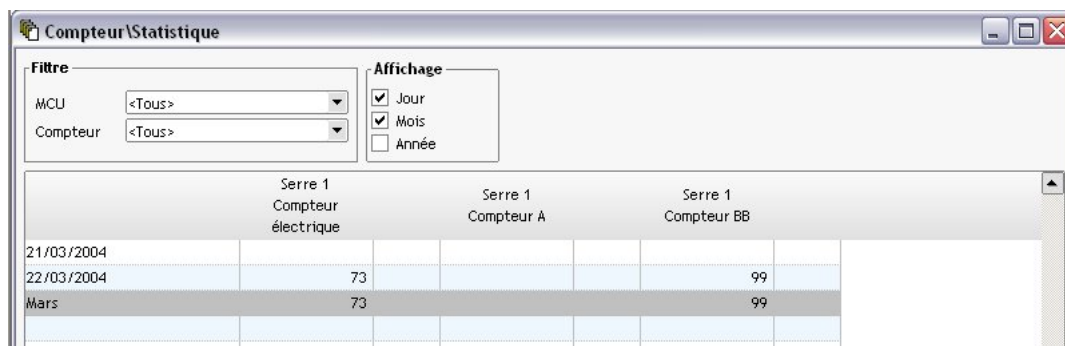 Compteur\Statistique
Filtre
MCU <Tous>
Compteur <Tous>
Affichage
Jour
Mois
Année
Serre 1 Compteur électrique
Serre 1 Compteur A
Serre 1 Compteur BB
21/03/2004
22/03/2004 73 99
Mars 73 99